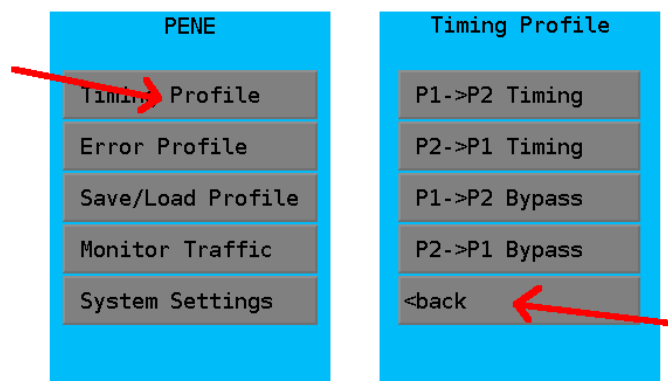 PENE
Timing Profile
Error Profile
Save/Load Profile
Monitor Traffic
System Settings
Timing Profile
P1->P2 Timing
P2->P1 Timing
P1->P2 Bypass
P2->P1 Bypass
<back